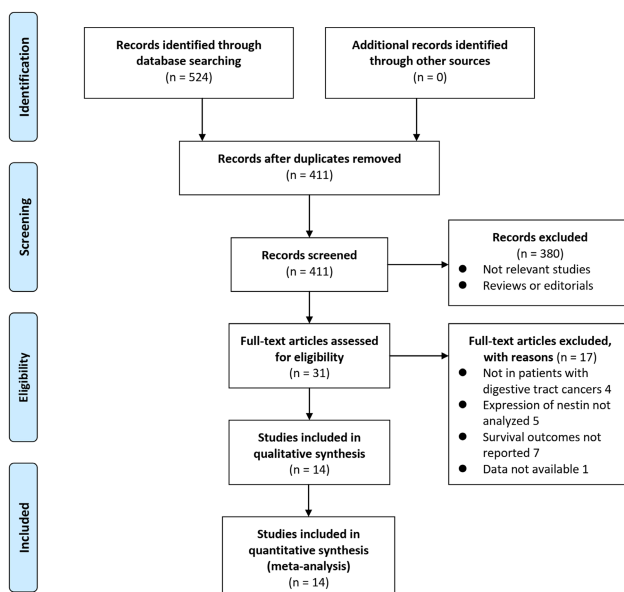 Identification
Records identified through
database searching
(n = 524)
Additional records identified
through other sources
(n = 0)
Records after duplicates removed
(n = 411)
Screening
Records screened
(n = 411)
Records excluded
(n = 380)
● Not relevant studies
● Reviews or editorials
Eligibility
Full-text articles assessed
for eligibility
(n = 31)
Full-text articles excluded,
with reasons (n = 17)
● Not in patients with
digestive tract cancers 4
● Expression of nestin not
analyzed 5
● Survival outcomes not
reported 7
● Data not available 1
Studies included in
qualitative synthesis
(n = 14)
Included
Studies included in
quantitative synthesis
(meta-analysis)
(n = 14)